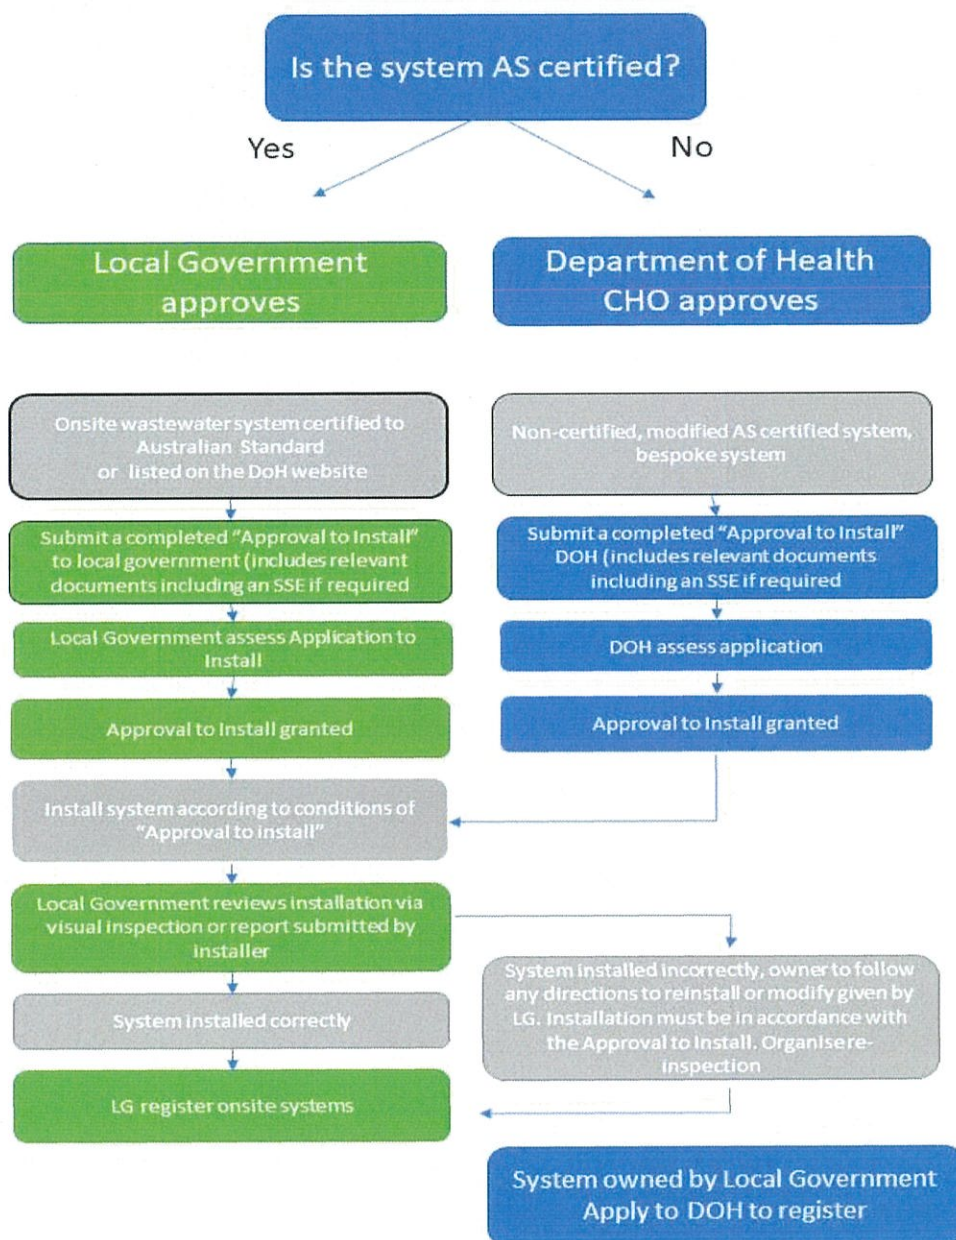 Is the system AS certified?
Yes
No
Local Government
approves
Department of Health
CHO approves
Onsite wastewater system certified to
Australian Standard
or listed on the DoH website
Non-certified, modified AS certified system,
bespoke system
Submit a completed "Approval to Install"
to local government (includes relevant
documents including an SSE if required
Submit a completed "Approval to Install"
DOH (includes relevant documents
including an SSE if required
Local Government assess Application to
Install
DOH assess application
Approval to Install granted
Approval to Install granted
Install system according to conditions of
"Approval to install"
Local Government reviews installation via
visual inspection or report submitted by
installer
System installed incorrectly, owner to follow
any directions to reinstall or modify given by
LG. Installation must be in accordance with
the Approval to Install. Organise re-
inspection
System installed correctly
LG register onsite systems
System owned by Local Government
Apply to DOH to register